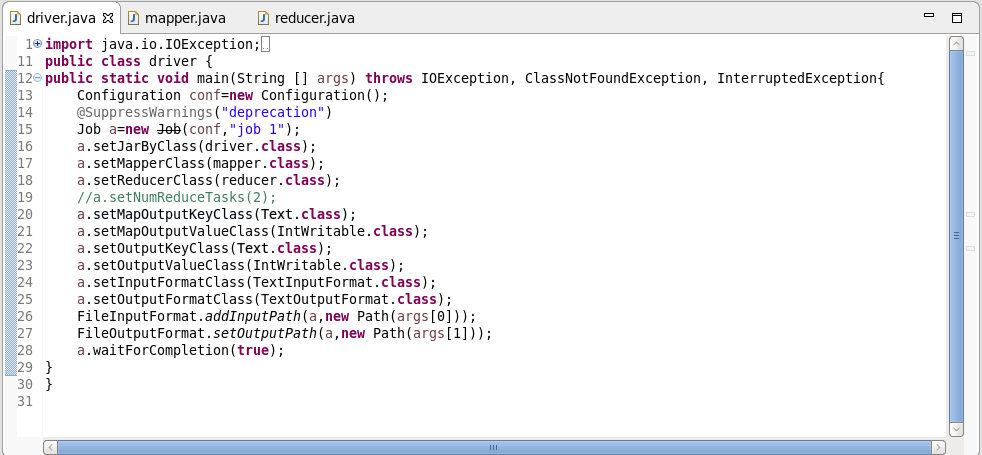 driver.java mapper.java reducer.java
1 import java.io.IOException;
11 public class driver {
12 public static void main(String [] args) throws IOException, ClassNotFoundException, InterruptedException{
13 Configuration conf=new Configuration();
14 @SuppressWarnings("deprecation")
15 Job a=new Job(conf,"job 1");
16 a.setJarByClass(driver.class);
17 a.setMapperClass(mapper.class);
18 a.setReducerClass(reducer.class);
19 //a.setNumReduceTasks(2);
20 a.setMapOutputKeyClass(Text.class);
21 a.setMapOutputValueClass(IntWritable.class);
22 a.setOutputKeyClass(Text.class);
23 a.setOutputValueClass(IntWritable.class);
24 a.setInputFormatClass(TextInputFormat.class);
25 a.setOutputFormatClass(TextOutputFormat.class);
26 FileInputFormat.addInputPath(a,new Path(args[0]));
27 FileOutputFormat.setOutputPath(a,new Path(args[1]));
28 a.waitForCompletion(true);
29 }
30 }
31